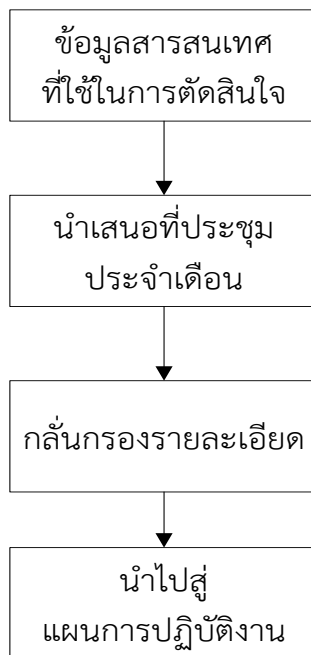 ข้อมูลสารสนเทศ
ที่ใช้ในการตัดสินใจ
นำเสนอที่ประชุม
ประจำเดือน
กลั่นกรองรายละเอียด
นำไปสู่
แผนการปฏิบัติงาน